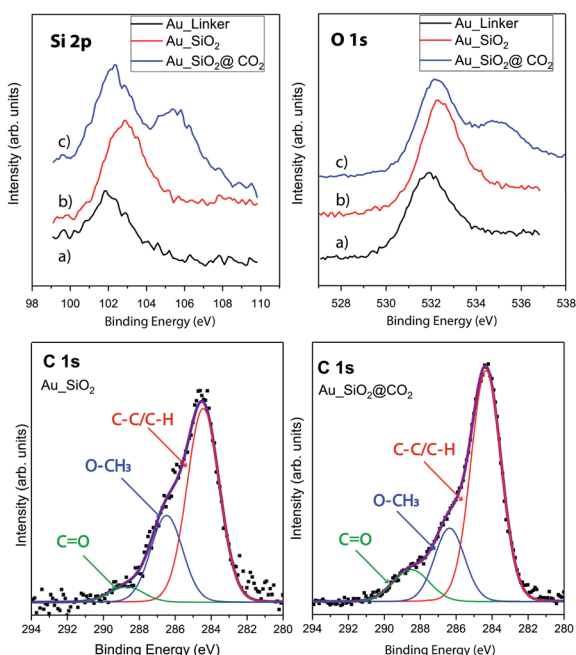 Si 2p
Au_Linker
Au_SiO2
Au_SiO2@ CO2
c)
b)
a)
Intensity (arb. units)
98 100 102 104 106 108 110
Binding Energy (eV)
O 1s
Au_Linker
Au_SiO2
Au_SiO2@ CO2
c)
b)
a)
Intensity (arb. units)
528 530 532 534 536 538
Binding Energy (eV)
C 1s
Au_SiO2
C-C/C-H
O-CH3
C=O
Intensity (arb. units)
294 292 290 288 286 284 282 280
Binding Energy (eV)
C 1s
Au_SiO2@CO2
C-C/C-H
O-CH3
C=O
Intensity (arb. units)
294 292 290 288 286 284 282 280
Binding Energy (eV)